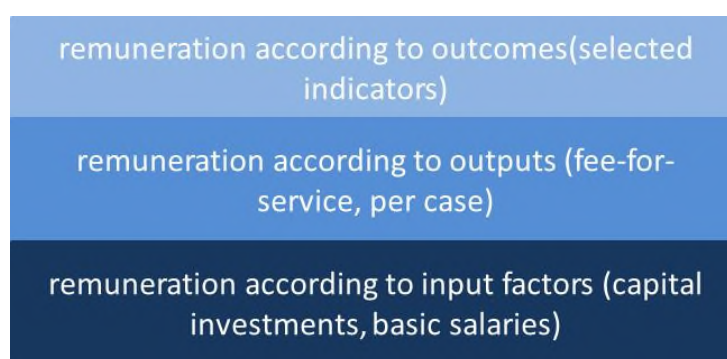 remuneration according to outcomes(selected
indicators)
remuneration according to outputs (fee-for-
service, per case)
remuneration according to input factors (capital
investments, basic salaries)